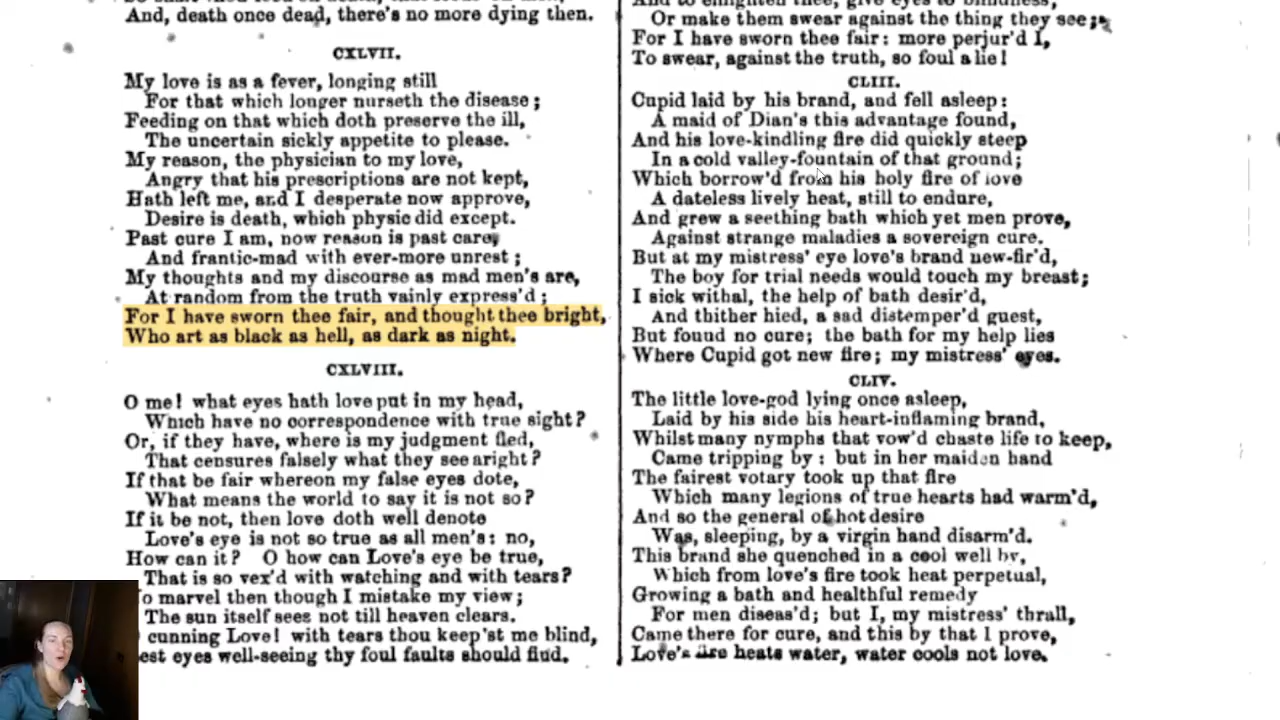 And, death once dead, there's no more dying then.
CXLVII.
My love is as a fever, longing still
For that which longer nurseth the disease;
Feeding on that which doth preserve the ill,
The uncertain sickly appetite to please.
My reason, the physician to my love,
Angry that his prescriptions are not kept,
Hath left me, and I desperate now approve,
Desire is death, which physic did except.
Past cure I am, now reason is past care,
And frantic-mad with ever-more unrest;
My thoughts and my discourse as mad men's are,
At random from the truth vainly express'd;
For I have sworn thee fair, and thought thee bright,
Who art as black as hell, as dark as night.
CXLVIII.
O me! what eyes hath love put in my head,
Which have no correspondence with true sight?
Or, if they have, where is my judgment fled,
That censures falsely what they see aright?
If that be fair whereon my false eyes dote,
What means the world to say it is not so?
If it be not, then love doth well denote
Love's eye is not so true as all men's: no,
How can it? O how can Love's eye be true,
That is so vex'd with watching and with tears?
marvel then though I mistake my view;
The sun itself sees not till heaven clears.
cunning Love! with tears thou keep'st me blind,
eyes well-seeing thy foul faults should find.
Or make them swear against the thing they see;
For I have sworn thee fair: more perjur'd I,
To swear, against the truth, so foul a lie!
CLIII.
Cupid laid by his brand, and fell asleep:
A maid of Dian's this advantage found,
And his love-kindling fire did quickly steep
In a cold valley-fountain of that ground;
Which borrow'd from his holy fire of love
A dateless lively heat, still to endure,
And grew a seething bath which yet men prove,
Against strange maladies a sovereign cure.
But at my mistress' eye love's brand new-fir'd,
The boy for trial needs would touch my breast;
I sick withal, the help of bath desir'd,
And thither hied, a sad distemper'd guest,
But found no cure; the bath for my help lies
Where Cupid got new fire; my mistress' eyes.
CLIV.
The little love-god lying once asleep,
Laid by his side his heart-inflaming brand,
Whilst many nymphs that vow'd chaste life to keep,
Came tripping by: but in her maiden hand
The fairest votary took up that fire
Which many legions of true hearts had warm'd,
And so the general of hot desire
Was, sleeping, by a virgin hand disarm'd.
This brand she quenched in a cool well by,
Which from love's fire took heat perpetual,
Growing a bath and healthful remedy
For men diseas'd; but I, my mistress' thrall,
Came there for cure, and this by that I prove,
Love's fire heats water, water cools not love.